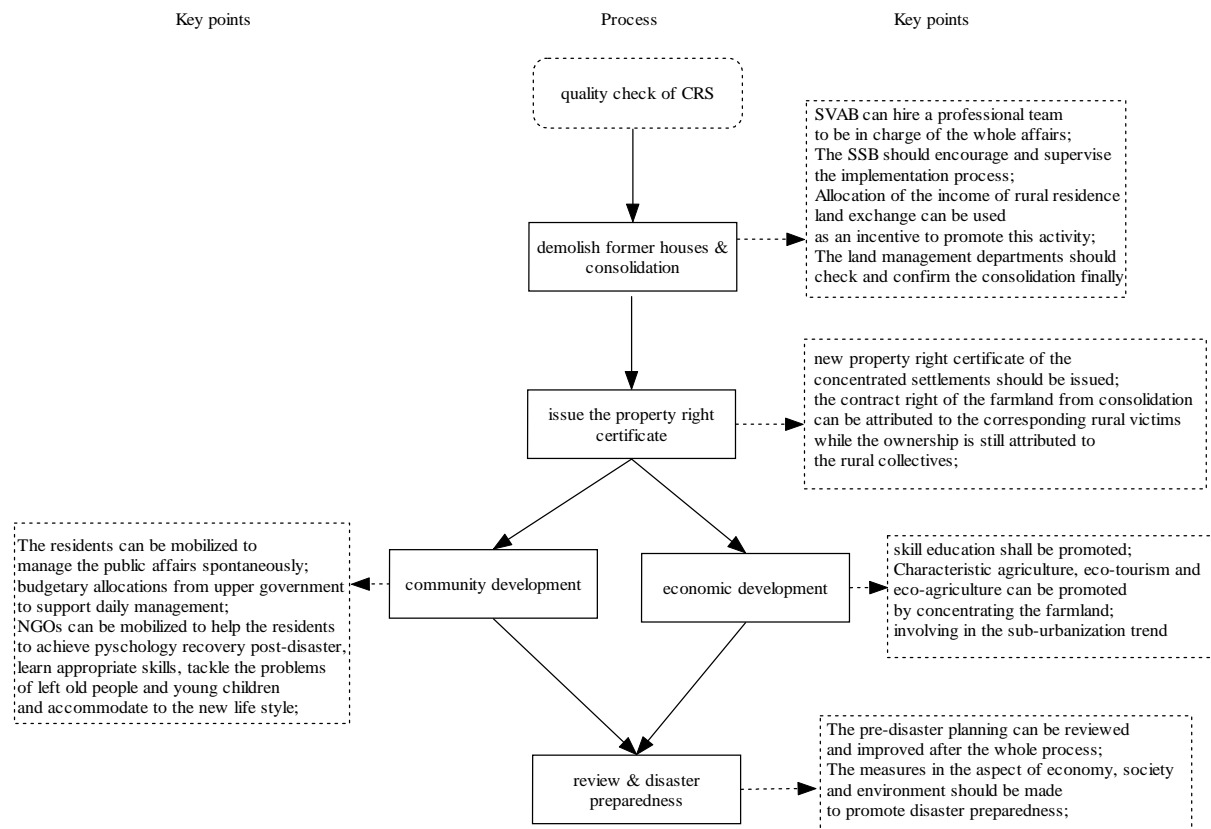 Key points
Process
Key points
quality check of CRS
SVAB can hire a professional team
to be in charge of the whole affairs;
The SSB should encourage and supervise
the implementation process;
Allocation of the income of rural residence
land exchange can be used
as an incentive to promote this activity;
The land management departments should
check and confirm the consolidation finally
demolish former houses &
consolidation
new property right certificate of the
concentrated settlements should be issued;
the contract right of the farmland from consolidation
can be attributed to the corresponding rural victims
while the ownership is still attributed to
the rural collectives;
issue the property right
certificate
The residents can be mobilized to
manage the public affairs spontaneously;
budgetary allocations from upper government
to support daily management;
NGOs can be mobilized to help the residents
to achieve pyschology recovery post-disaster,
learn appropriate skills, tackle the problems
of left old people and young children
and accommodate to the new life style;
community development
economic development
skill education shall be promoted;
Characteristic agriculture, eco-tourism and
eco-agriculture can be promoted
by concentrating the farmland;
involving in the sub-urbanization trend
review & disaster
preparedness
The pre-disaster planning can be reviewed
and improved after the whole process;
The measures in the aspect of economy, society
and environment should be made
to promote disaster preparedness;